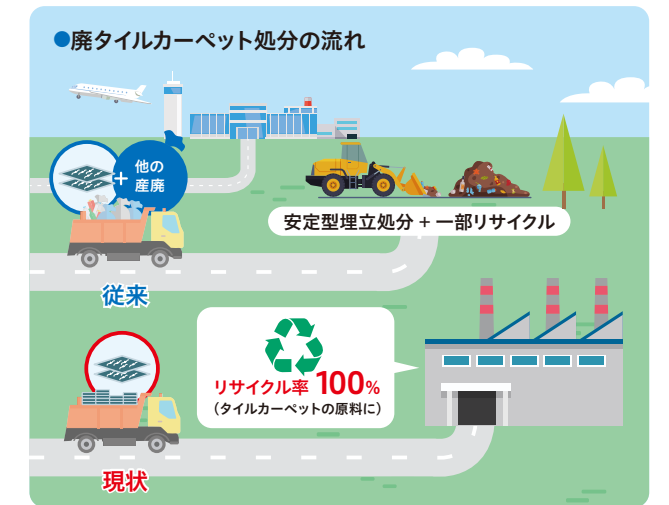 ●廃タイルカーペット処分の流れ
+
他の
産廃
安定型埋立処分 + 一部リサイクル
従来
リサイクル率 100%
（タイルカーペットの原料に）
現状